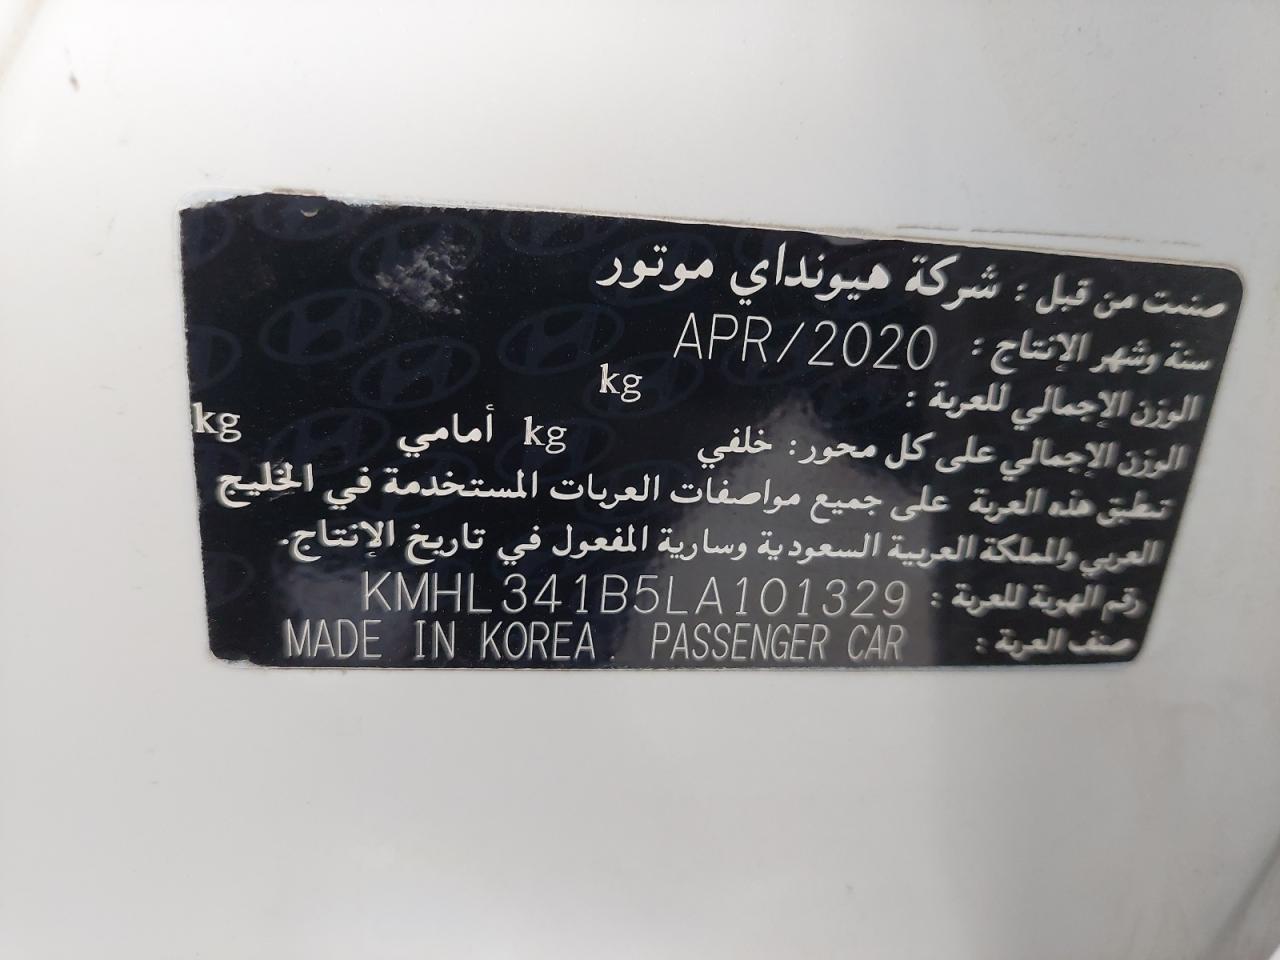 صنعت من قبل : شركة هيونداي موتور
سنة وشهر الإنتاج : APR/2020
الوزن الإجمالي للعربة : kg
الوزن الإجمالي على كل محور: خلفي kg أمامي kg
تطبق هذه العربة على جميع مواصفات العربات المستخدمة في الخليج
العربي والمملكة العربية السعودية وسارية المفعول في تاريخ الإنتاج.
رقم الهوية للعربة : KMHL341B5LA101329
صنف العربة : PASSENGER CAR MADE IN KOREA